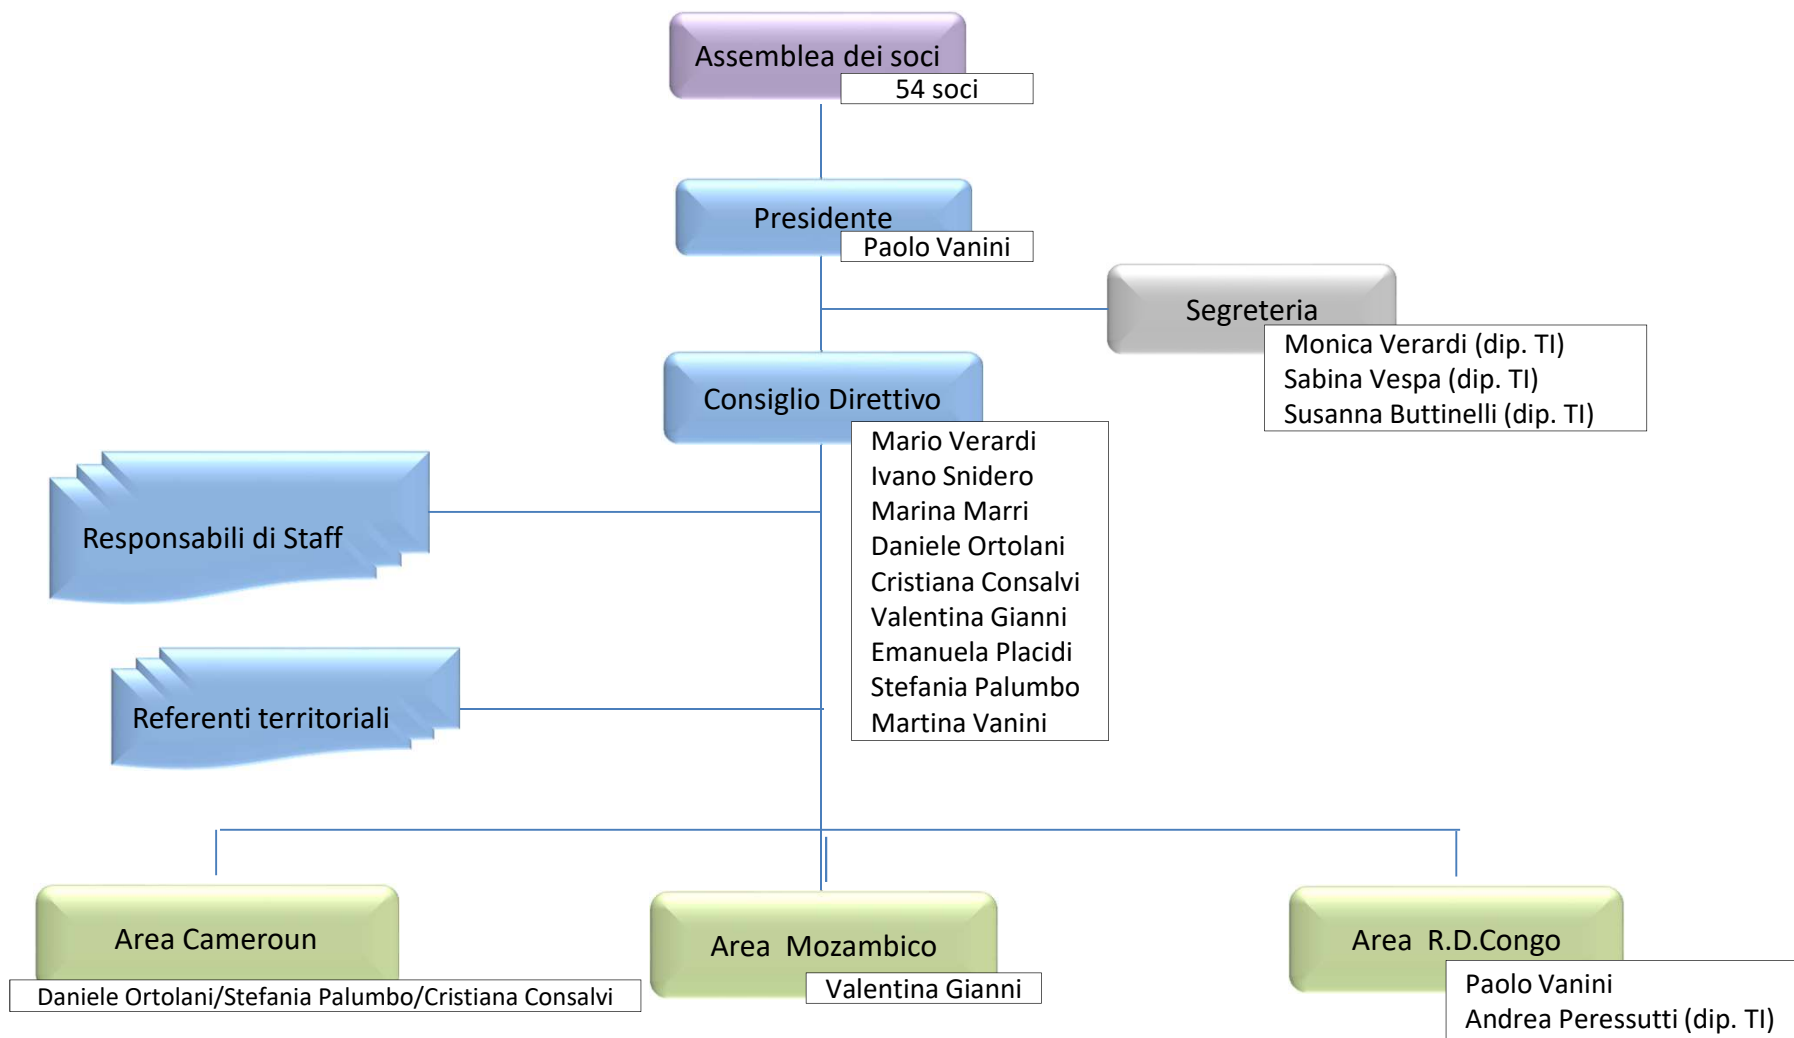 Assemblea dei soci
54 soci
Presidente
Paolo Vanini
Segreteria
Monica Verardi (dip. TI)
Sabina Vespa (dip. TI)
Susanna Buttinelli (dip. TI)
Consiglio Direttivo
Mario Verardi
Ivano Snidero
Marina Marri
Daniele Ortolani
Cristiana Consalvi
Valentina Gianni
Emanuela Placidi
Stefania Palumbo
Martina Vanini
Responsabili di Staff
Referenti territoriali
Area Cameroun
Daniele Ortolani/Stefania Palumbo/Cristiana Consalvi
Area Mozambico
Valentina Gianni
Area R.D.Congo
Paolo Vanini
Andrea Peressutti (dip. TI)